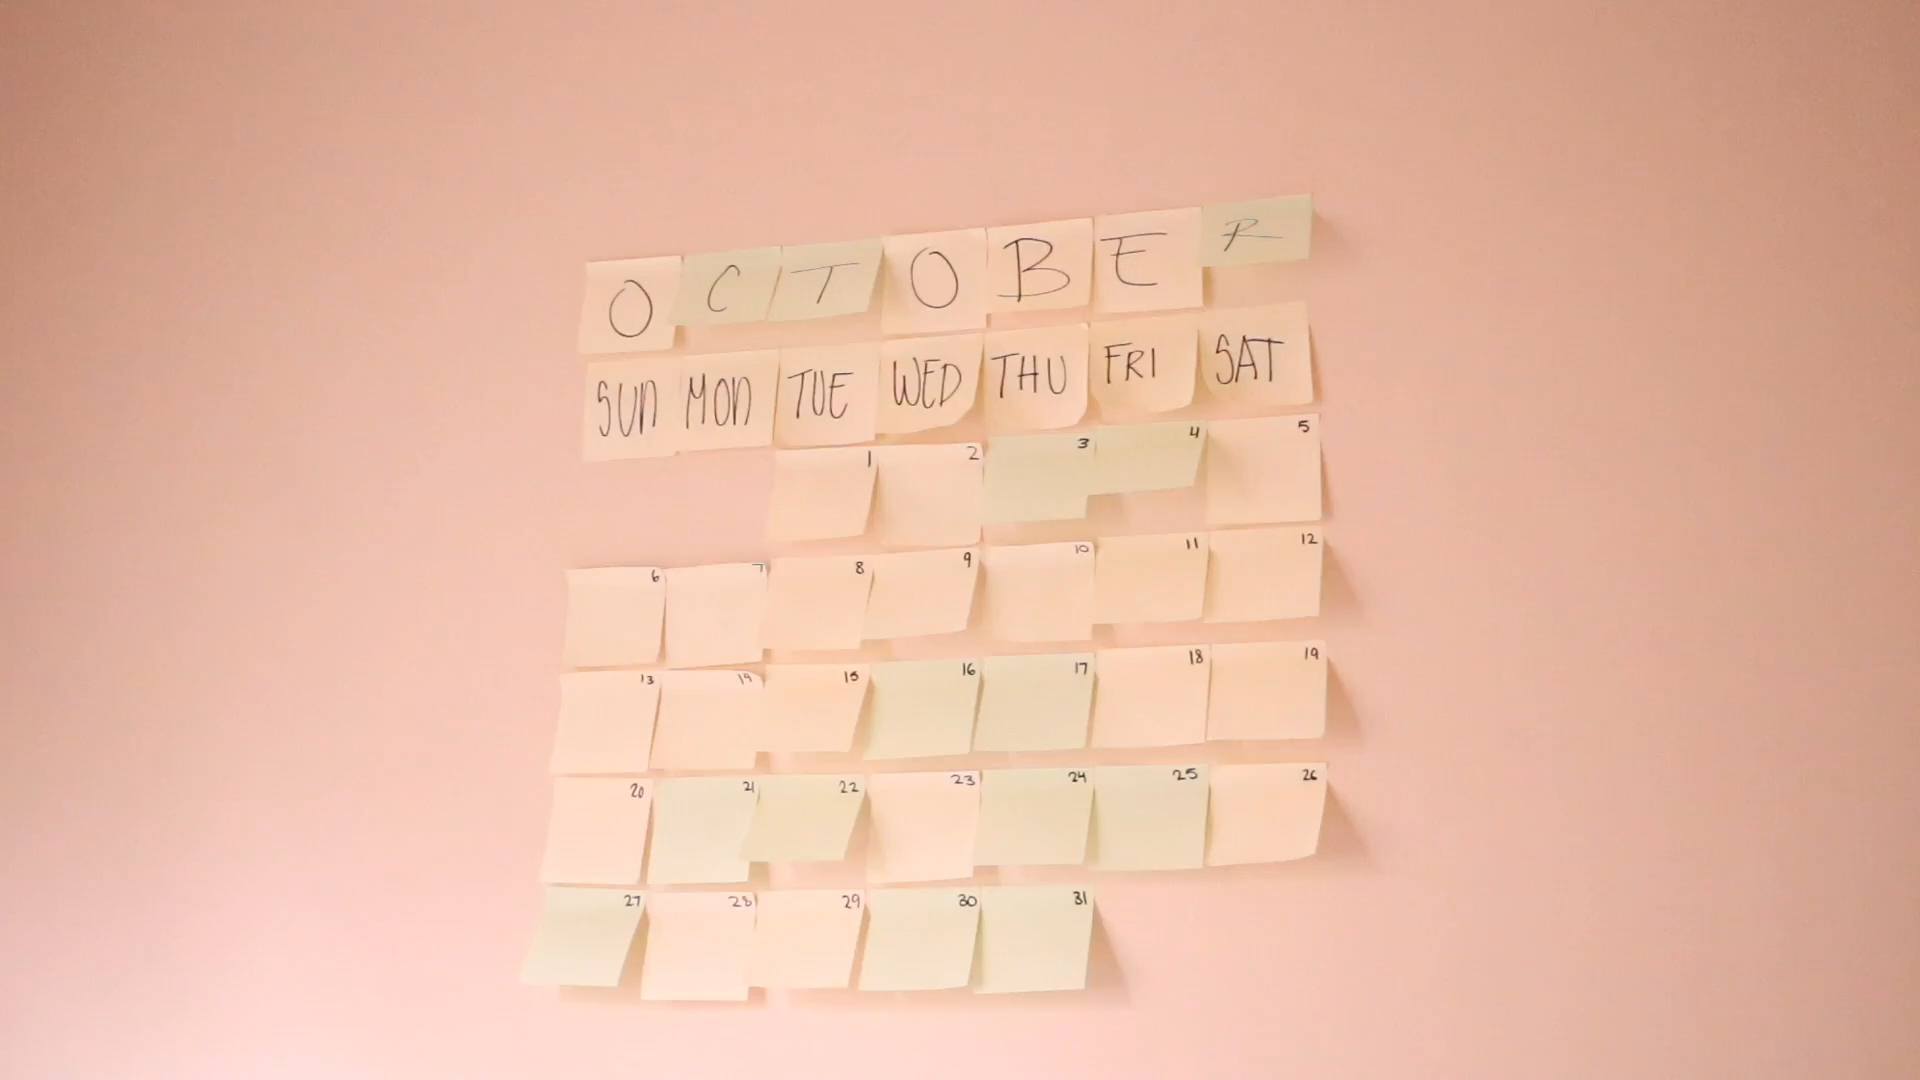 OCTOBER
SUN MON TUE WED THU FRI SAT
1 2 3 4 5
6 7 8 9 10 11 12
13 14 15 16 17 18 19
20 21 22 23 24 25 26
27 28 29 30 31